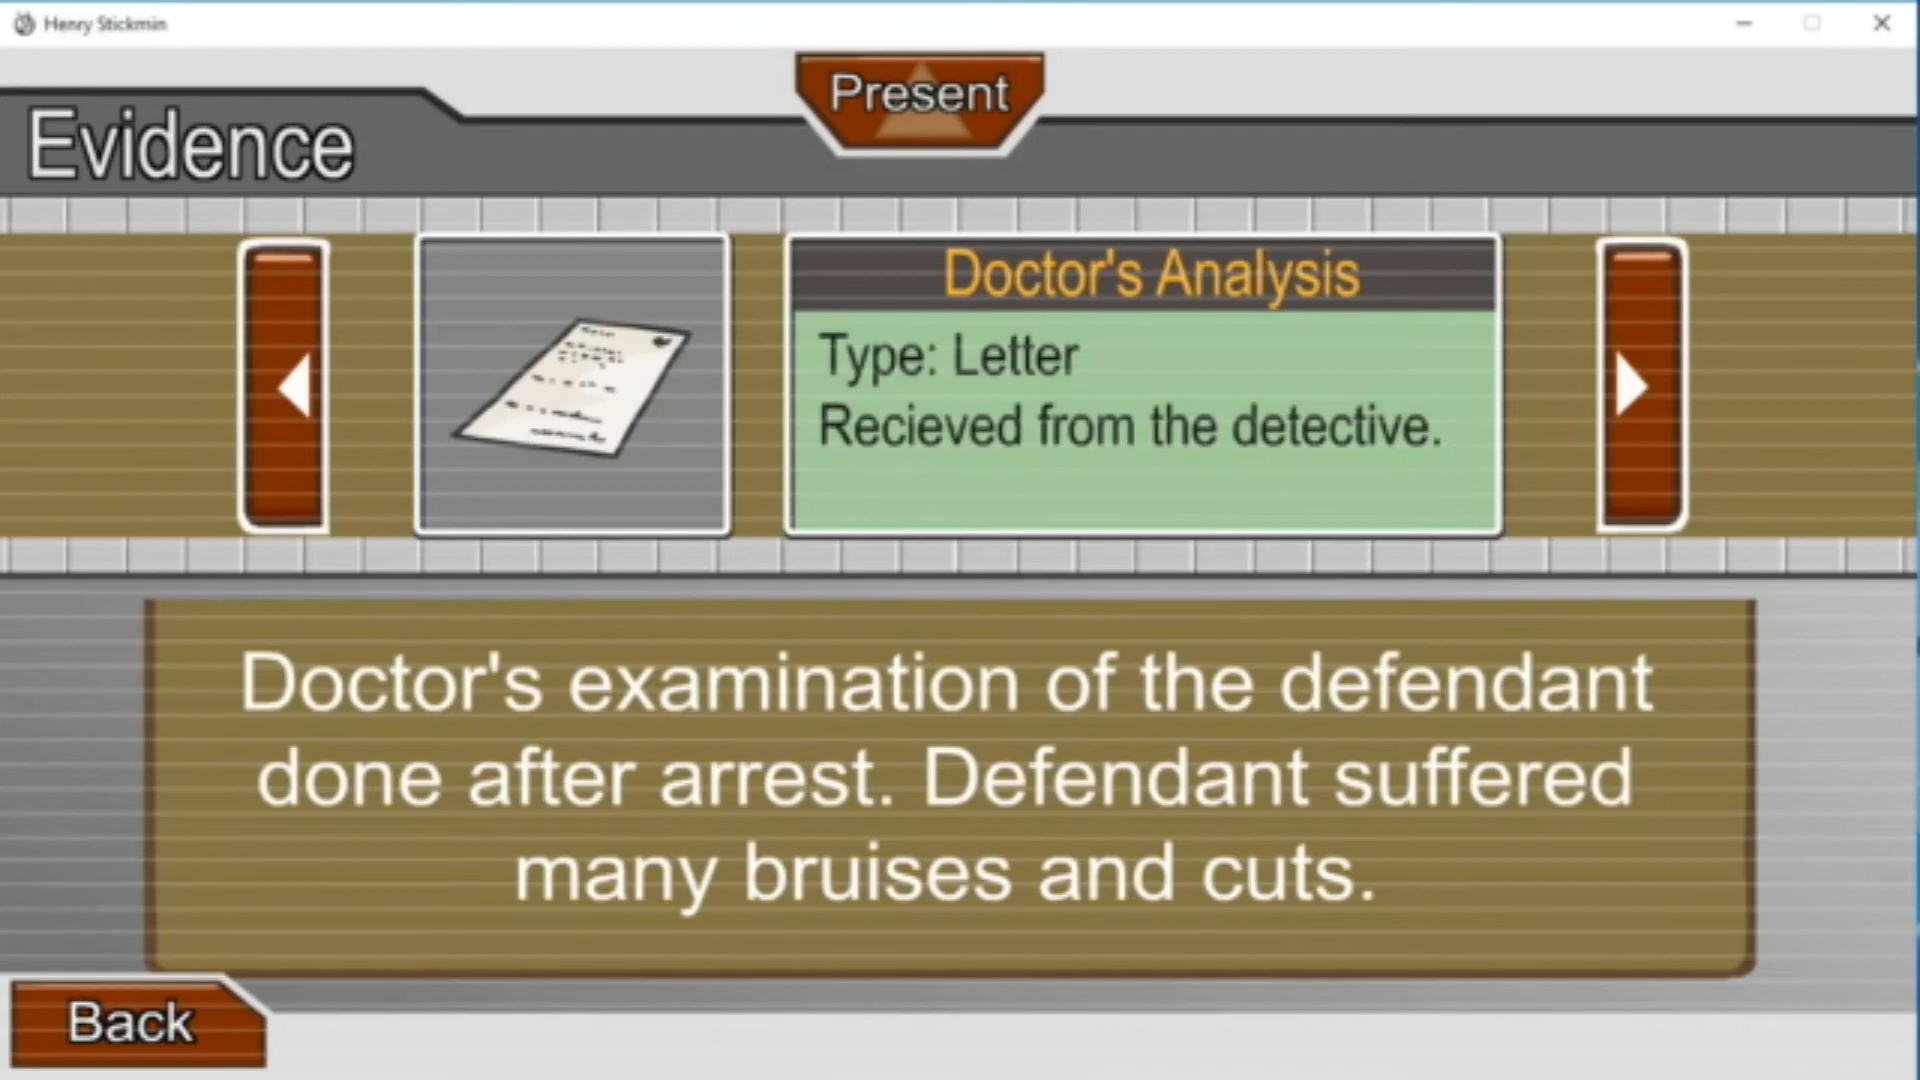 Henry Stickmin
Present
Evidence
Doctor's Analysis
Type: Letter
Recieved from the detective.
Doctor's examination of the defendant
done after arrest. Defendant suffered
many bruises and cuts.
Back